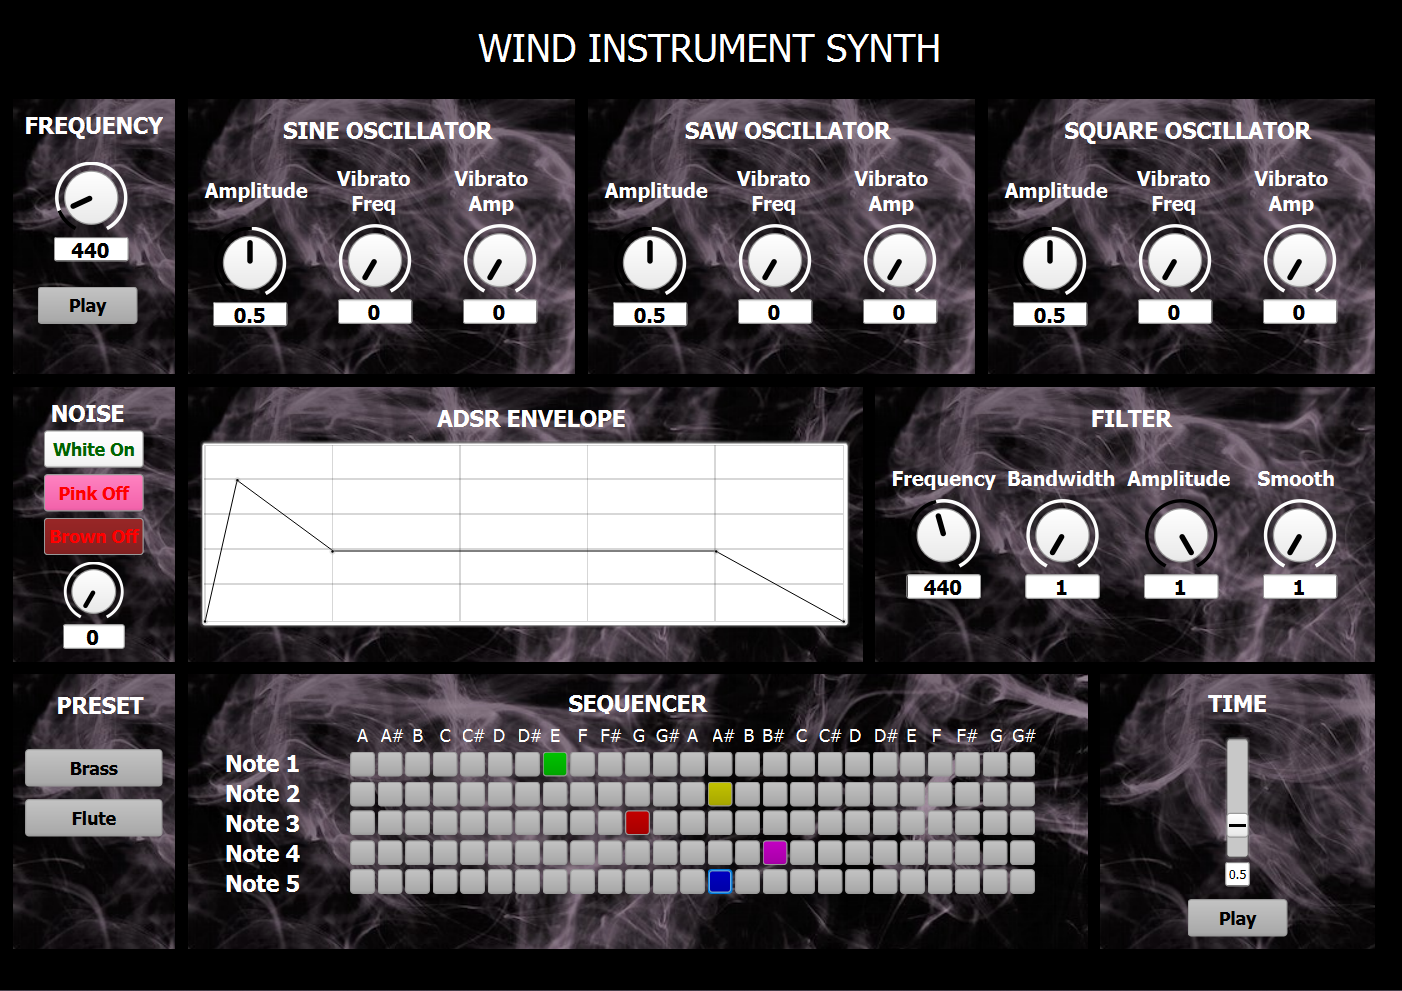 WIND INSTRUMENT SYNTH
FREQUENCY
440
Play
SINE OSCILLATOR
Amplitude
Vibrato
Freq
Vibrato
Amp
0.5
0
0
SAW OSCILLATOR
Amplitude
Vibrato
Freq
Vibrato
Amp
0.5
0
0
SQUARE OSCILLATOR
Amplitude
Vibrato
Freq
Vibrato
Amp
0.5
0
0
NOISE
White On
Pink Off
Brown Off
0
ADSR ENVELOPE
FILTER
Frequency Bandwidth Amplitude Smooth
440 1 1 1
PRESET
Brass
Flute
SEQUENCER
A A# B C C# D D# E F F# G G# A A# B B# C C# D D# E F F# G G#
Note 1
Note 2
Note 3
Note 4
Note 5
TIME
0.5
Play